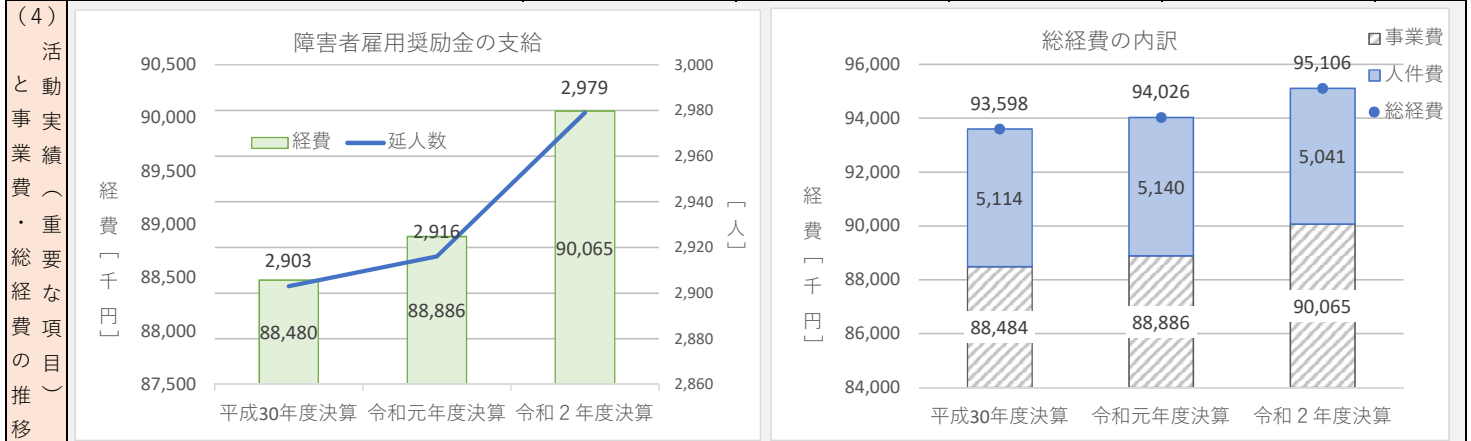 （４）活動実績（重要な項目）
と事業費・総経費の推移
障害者雇用奨励金の支給
90,500
90,000
89,500
89,000
88,500
88,000
87,500
経費［千円］
経費
延人数
2,903
2,916
2,979
88,480
88,886
90,065
3,000
2,980
2,960
2,940
2,920
2,900
2,880
2,860
［人］
平成30年度決算 令和元年度決算 令和２年度決算
総経費の内訳
事業費
人件費
総経費
96,000
94,000
92,000
90,000
88,000
86,000
84,000
経費［千円］
93,598
94,026
95,106
5,114
5,140
5,041
88,484
88,886
90,065
平成30年度決算 令和元年度決算 令和２年度決算